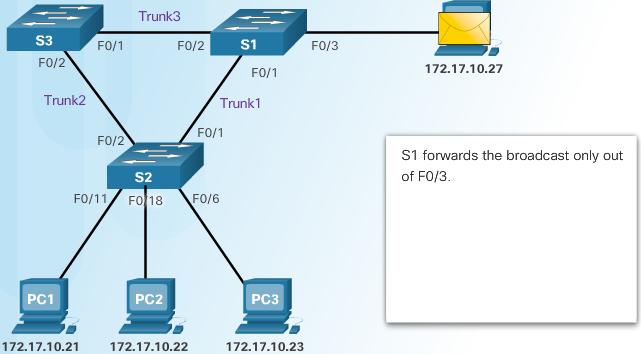 Trunk3
S3
F0/1
F0/2
S1
F0/3
F0/2
F0/1
172.17.10.27
Trunk2
Trunk1
F0/2
F0/1
S1 forwards the broadcast only out
of F0/3.
S2
F0/11
F0/18
F0/6
PC1
PC2
PC3
172.17.10.21
172.17.10.22
172.17.10.23